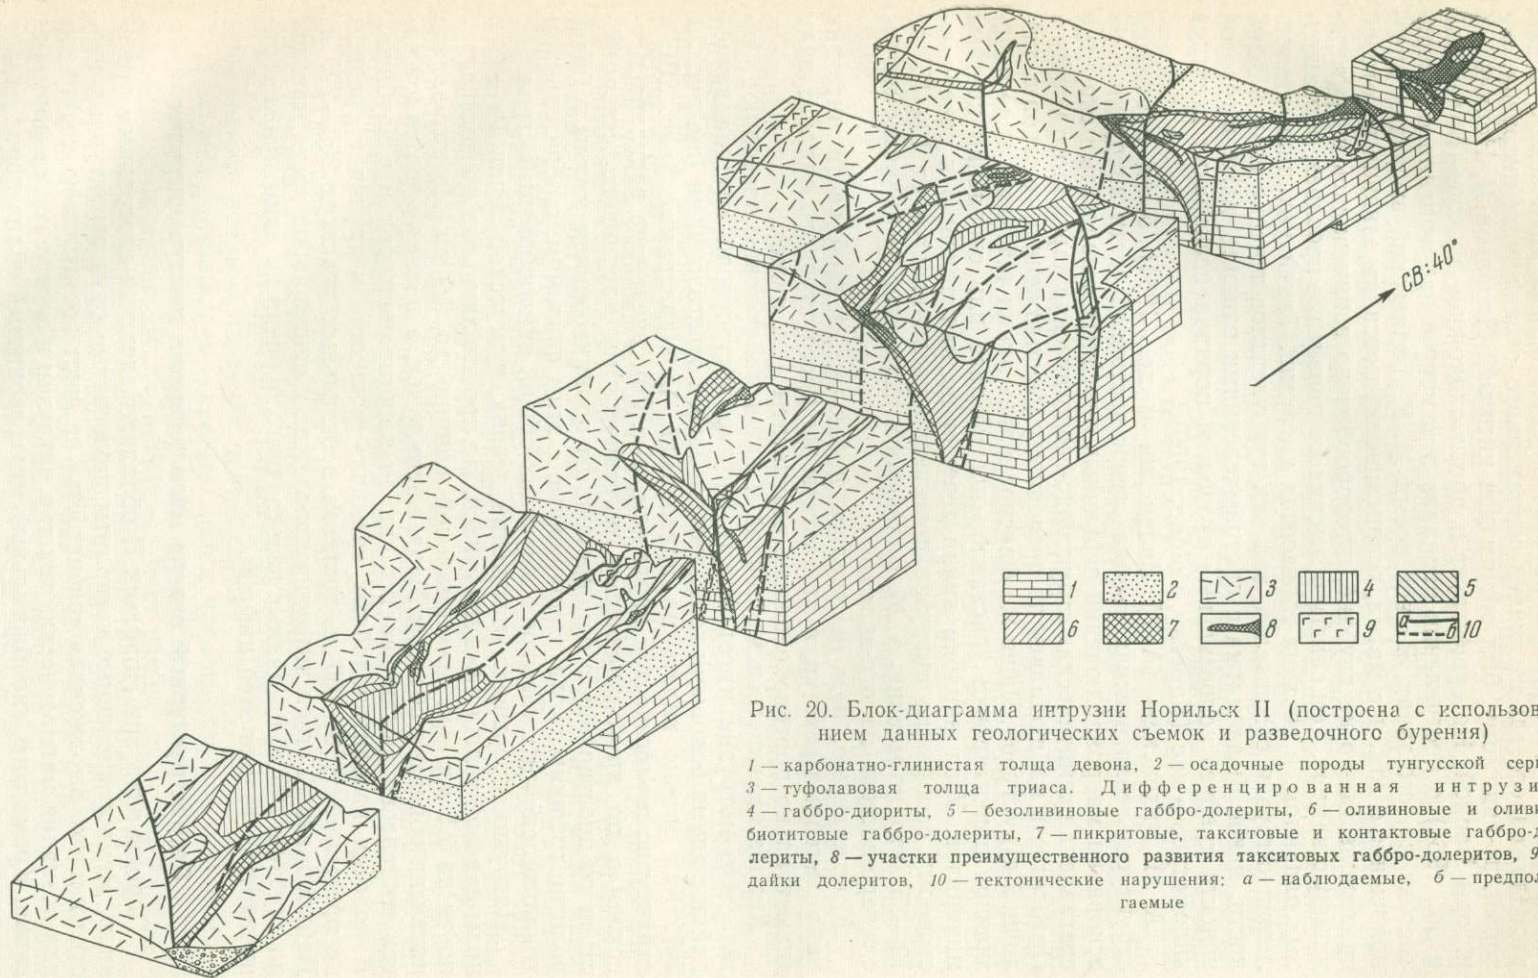 СВ:40°
1 2 3 4 5
6 7 8 9 а б 10
Рис. 20. Блок-диаграмма интрузии Норильск II (построена с использов
нием данных геологических съемок и разведочного бурения)
1 — карбонатно-глинистая толща девона, 2 — осадочные породы тунгусской сер
3 — туфолавовая толща триаса. Дифференцированная интрузи
4 — габбро-диориты, 5 — безоливиновые габбро-долериты, 6 — оливиновые и оливи
биотитовые габбро-долериты, 7 — пикритовые, такситовые и контактовые габбро-д
лериты, 8 — участки преимущественного развития такситовых габбро-долеритов, 9
дайки долеритов, 10 — тектонические нарушения: а — наблюдаемые, б — предпол
гаемые